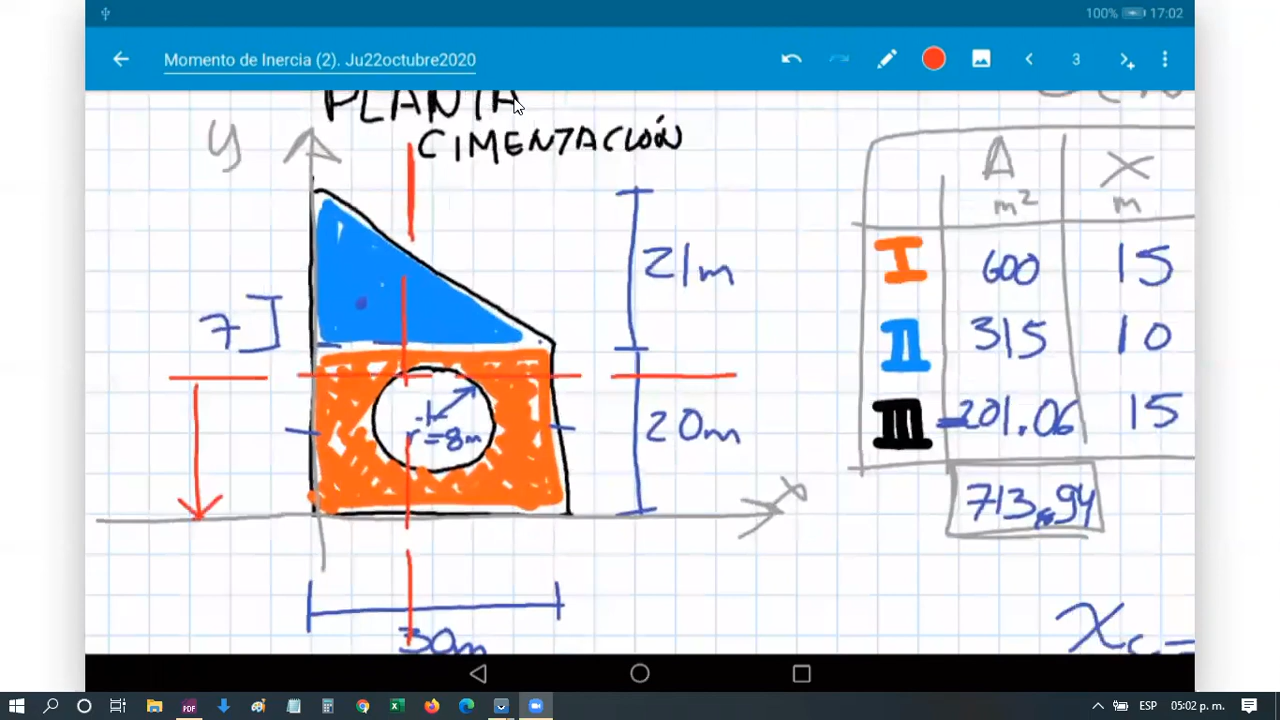 100% 17:02
Momento de Inercia (2). Ju22octubre2020
3
PLANTA
CIMENTACIÓN
y
21m
7
20m
r=8m
x
30m
A X
m² m
I 600 15
II 315 10
III -201.06 15
713.94
Xc=
ESP 05:02 p. m.